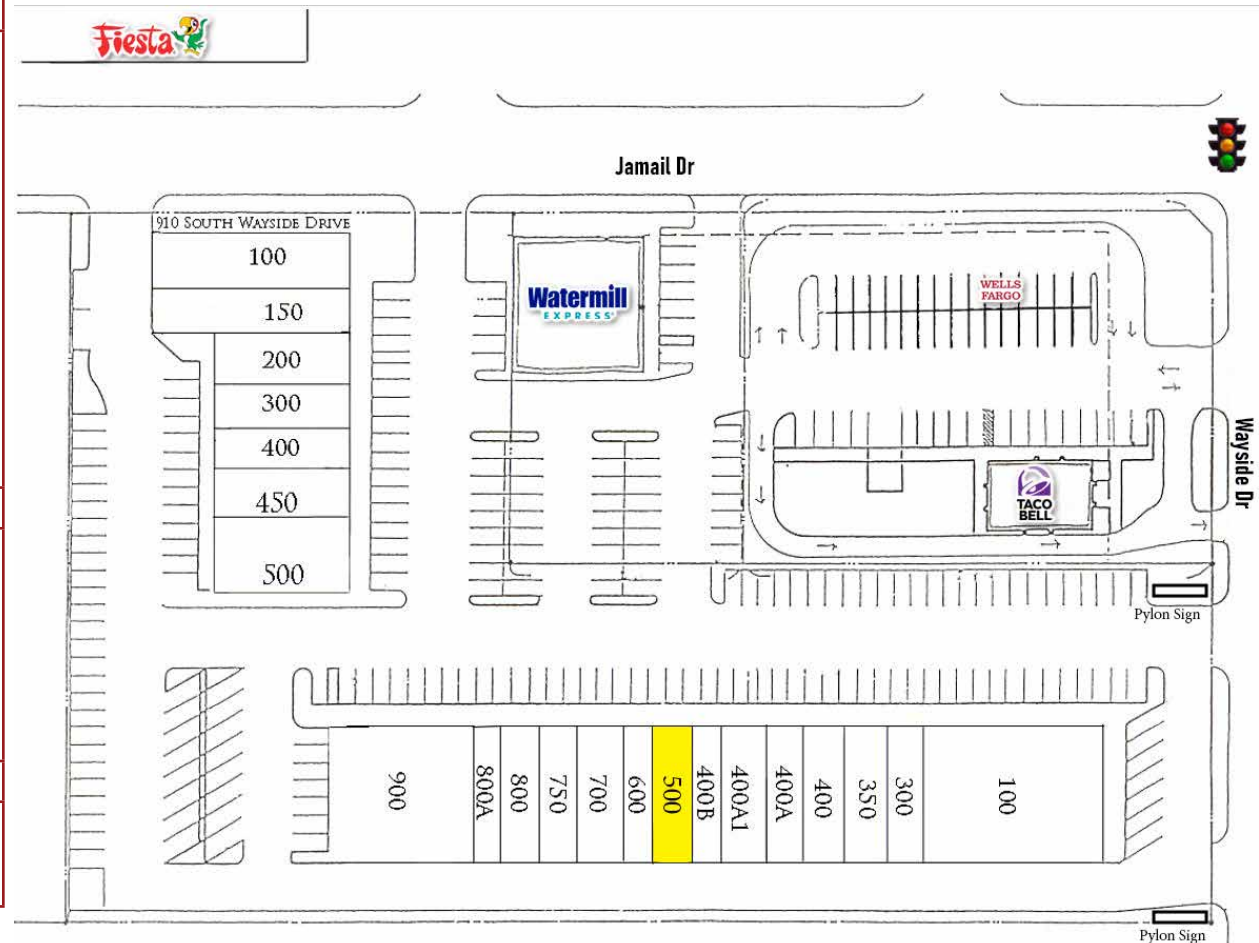 Fiesta
Jamail Dr
910 South Wayside Drive
100
150
200
300
400
450
500
Watermill
EXPRESS
WELLS
FARGO
TACO
BELL
Wayside Dr
Pylon Sign
900
800A
800
750
700
600
500
400B
400A1
400A
400
350
300
100
Pylon Sign